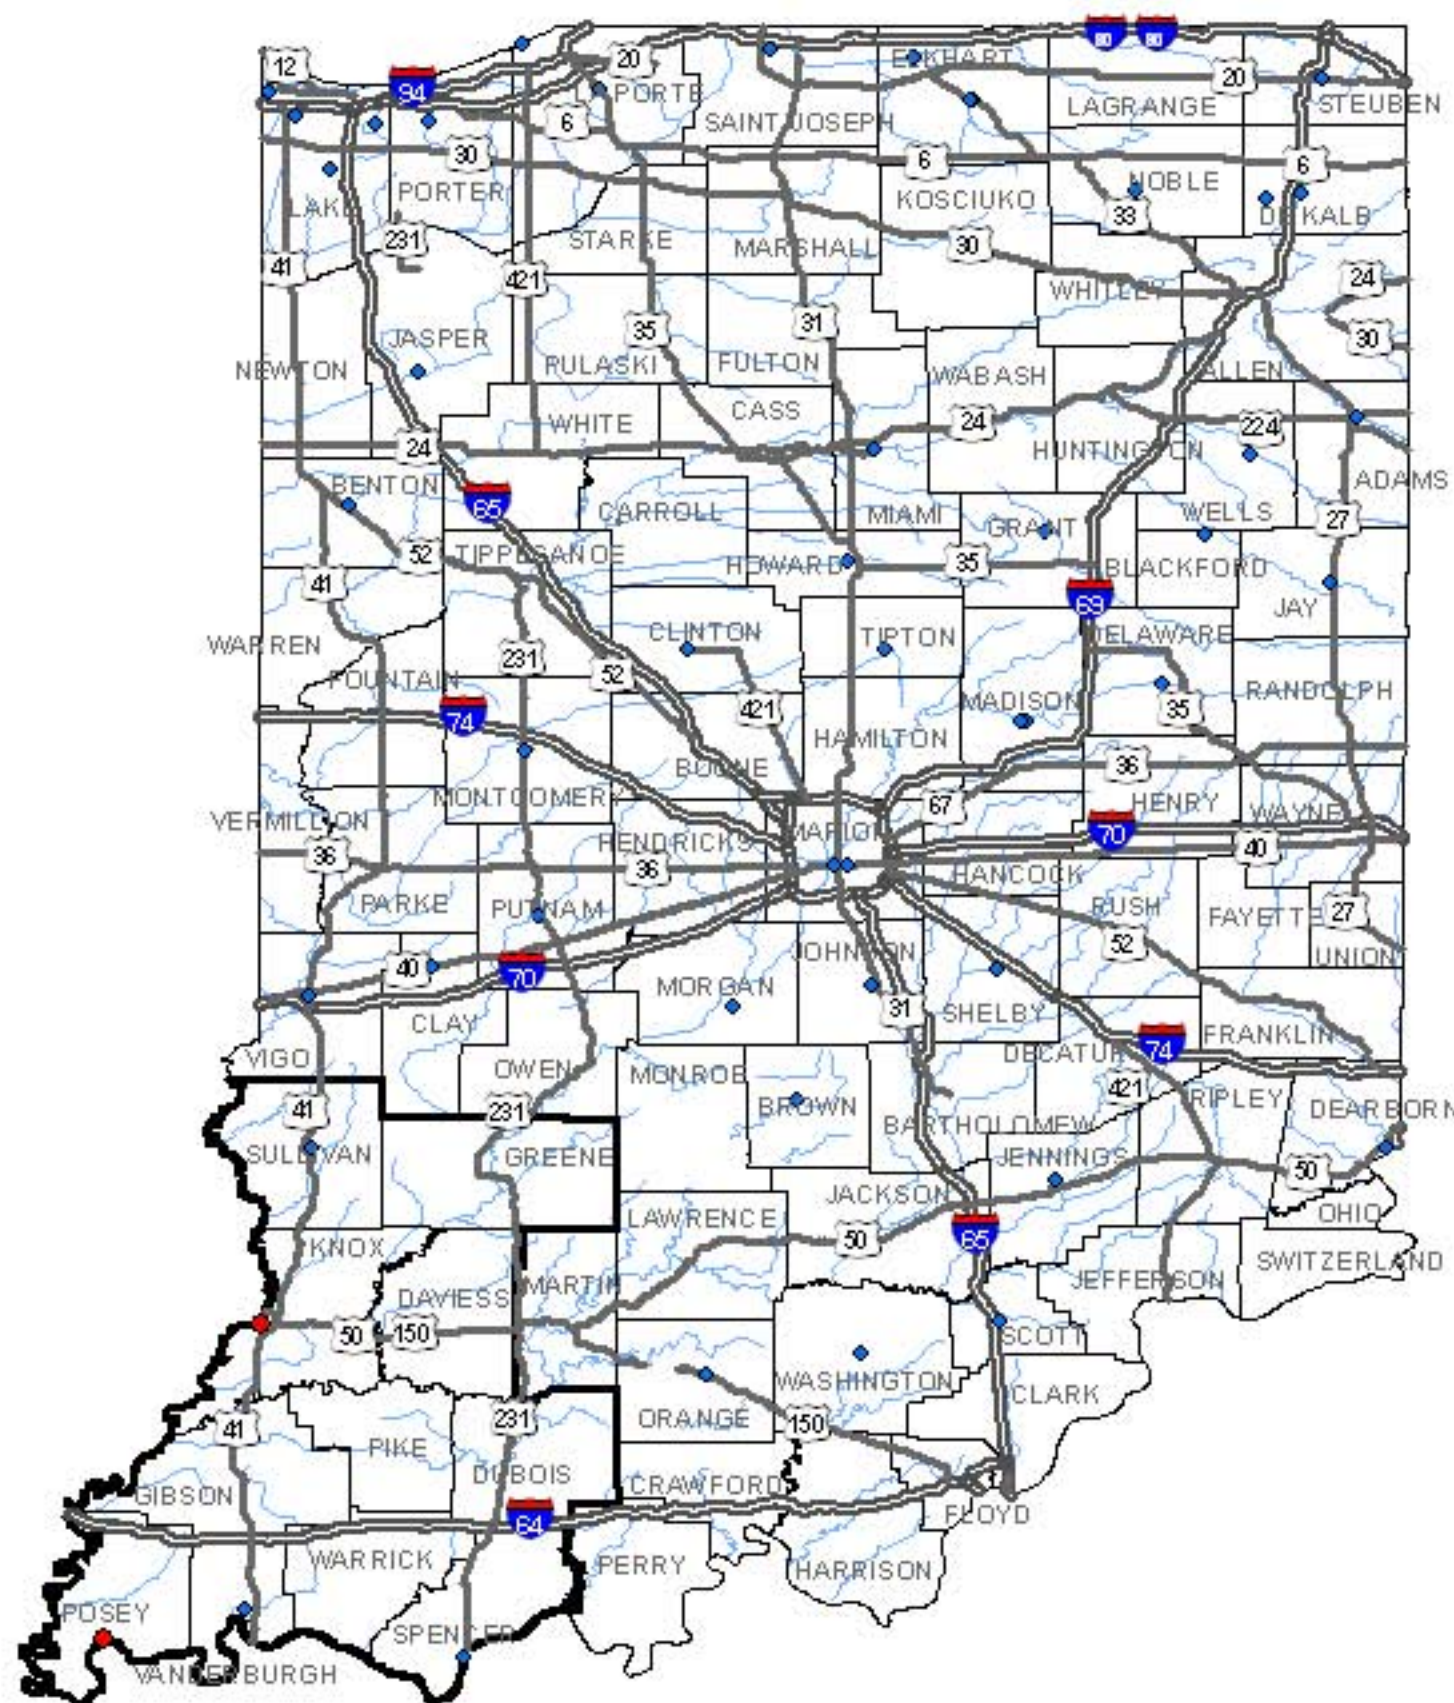 12
20
80
80
94
ELKHART
20
LA PORTE
LAGRANGE
STEUBEN
6
SAINT JOSEPH
30
6
6
PORTER
LAKE
KOSCIUKO
NOBLE
33
DE KALB
231
STARKE
MARSHALL
30
41
421
24
WHITLEY
35
31
30
JASPER
NEWTON
PULASKI
FULTON
WABASH
ALLEN
CASS
WHITE
24
224
24
HUNTINGTON
BENTON
ADAMS
65
CARROLL
MIAMI
GRANT
WELLS
27
52
TIPPECANOE
HOWARD
35
BLACKFORD
41
69
JAY
WARREN
CLINTON
TIPTON
DELAWARE
231
52
FOUNTAIN
MADISON
RANDOLPH
74
421
35
HAMILTON
BOONE
36
MONTGOMERY
67
HENRY
WAYNE
VERMILLION
MARION
70
HENDRICKS
40
36
36
HANCOCK
PARKE
PUTNAM
RUSH
FAYETTE
27
52
JOHNSON
UNION
40
70
MORGAN
31
SHELBY
CLAY
FRANKLIN
74
VIGO
DECATUR
OWEN
MONROE
421
RIPLEY
BROWN
DEARBORN
41
231
BARTHOLOMEW
SULLIVAN
GREENE
JENNINGS
50
JACKSON
LAWRENCE
OHIO
50
65
KNOX
SWITZERLAND
MARTIN
JEFFERSON
DAVIESS
50
150
SCOTT
WASHINGTON
CLARK
41
231
ORANGE
150
PIKE
DUBOIS
GIBSON
CRAWFORD
64
FLOYD
WARRICK
PERRY
HARRISON
POSEY
SPENCER
VANDERBURGH